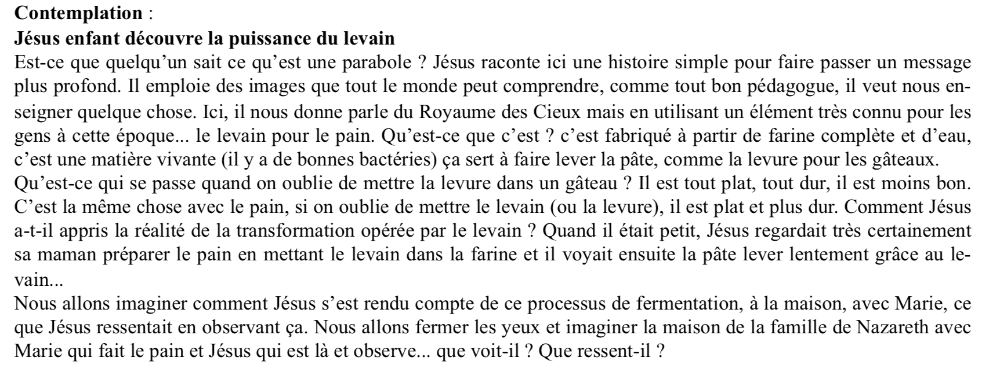 Contemplation :
Jésus enfant découvre la puissance du levain
Est-ce que quelqu’un sait ce qu’est une parabole ? Jésus raconte ici une histoire simple pour faire passer un message
plus profond. Il emploie des images que tout le monde peut comprendre, comme tout bon pédagogue, il veut nous en-
seigner quelque chose. Ici, il nous donne parle du Royaume des Cieux mais en utilisant un élément très connu pour les
gens à cette époque... le levain pour le pain. Qu’est-ce que c’est ? c’est fabriqué à partir de farine complète et d’eau,
c’est une matière vivante (il y a de bonnes bactéries) ça sert à faire lever la pâte, comme la levure pour les gâteaux.
Qu’est-ce qui se passe quand on oublie de mettre la levure dans un gâteau ? Il est tout plat, tout dur, il est moins bon.
C’est la même chose avec le pain, si on oublie de mettre le levain (ou la levure), il est plat et plus dur. Comment Jésus
a-t-il appris la réalité de la transformation opérée par le levain ? Quand il était petit, Jésus regardait très certainement
sa maman préparer le pain en mettant le levain dans la farine et il voyait ensuite la pâte lever lentement grâce au le-
vain...
Nous allons imaginer comment Jésus s’est rendu compte de ce processus de fermentation, à la maison, avec Marie, ce
que Jésus ressentait en observant ça. Nous allons fermer les yeux et imaginer la maison de la famille de Nazareth avec
Marie qui fait le pain et Jésus qui est là et observe... que voit-il ? Que ressent-il ?